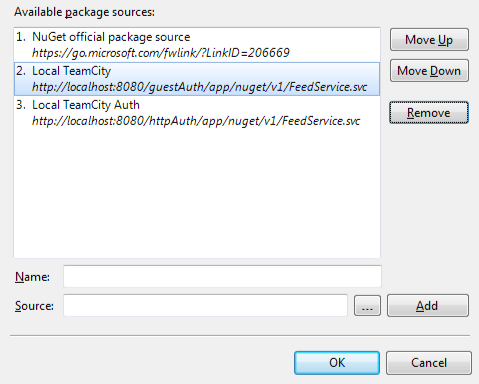 Available package sources:
1. NuGet official package source
https://go.microsoft.com/fwlink/?LinkID=206669
2. Local TeamCity
http://localhost:8080/guestAuth/app/nuget/v1/FeedService.svc
3. Local TeamCity Auth
http://localhost:8080/httpAuth/app/nuget/v1/FeedService.svc
Move Up
Move Down
Remove
Name:
Source:
...
Add
OK
Cancel